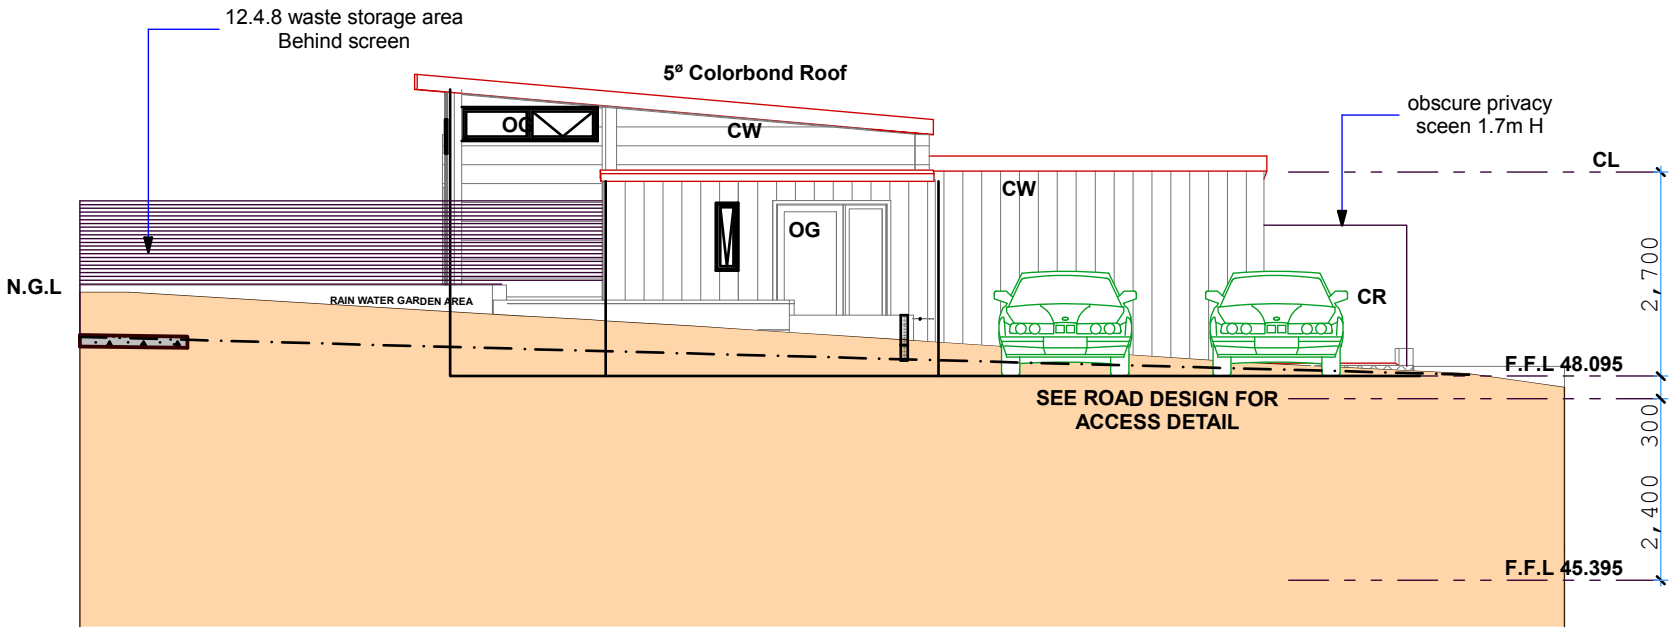 12.4.8 waste storage area
Behind screen
5ø Colorbond Roof
obscure privacy
sceen 1.7m H
OG
CW
CL
CW
OG
2,700
N.G.L
RAIN WATER GARDEN AREA
CR
F.F.L 48.095
SEE ROAD DESIGN FOR
ACCESS DETAIL
300
2,400
F.F.L 45.395